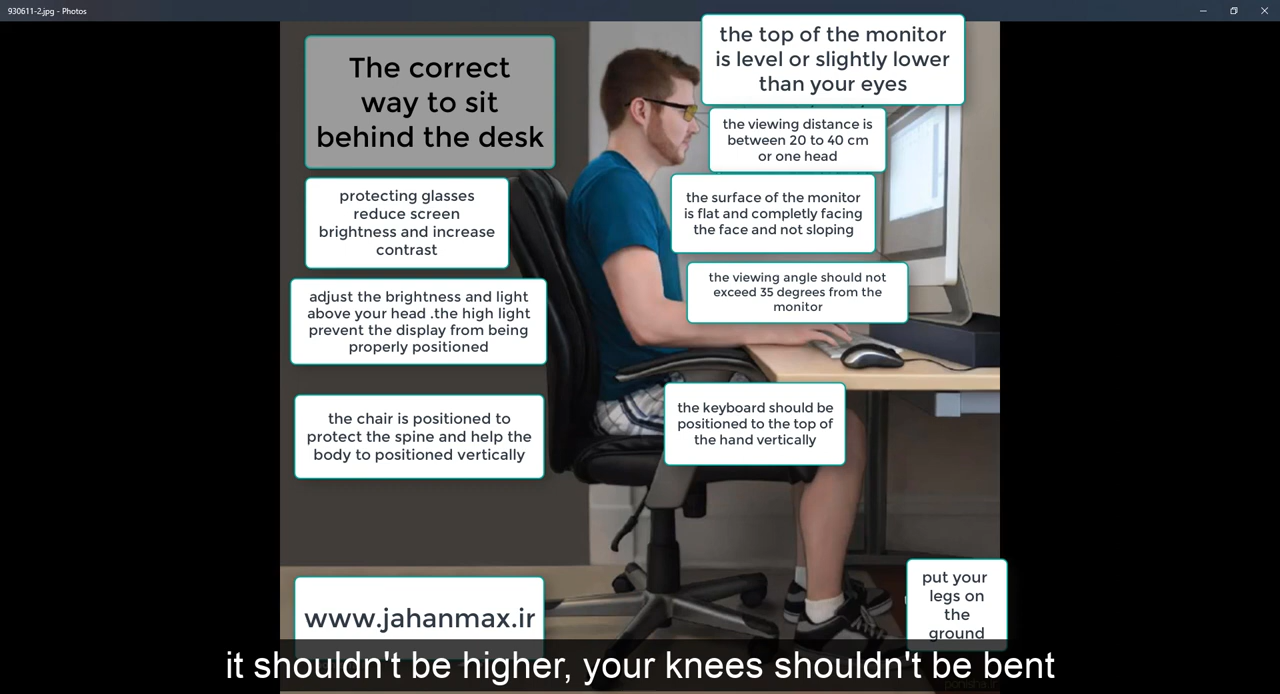 930611-2.jpg - Photos
The correct
way to sit
behind the desk
the top of the monitor
is level or slightly lower
than your eyes
the viewing distance is
between 20 to 40 cm
or one head
protecting glasses
reduce screen
brightness and increase
contrast
the surface of the monitor
is flat and completly facing
the face and not sloping
adjust the brightness and light
above your head .the high light
prevent the display from being
properly positioned
the viewing angle should not
exceed 35 degrees from the
monitor
the chair is positioned to
protect the spine and help the
body to positioned vertically
the keyboard should be
positioned to the top of
the hand vertically
put your
legs on
the
ground
www.jahanmax.ir
it shouldn't be higher, your knees shouldn't be bent